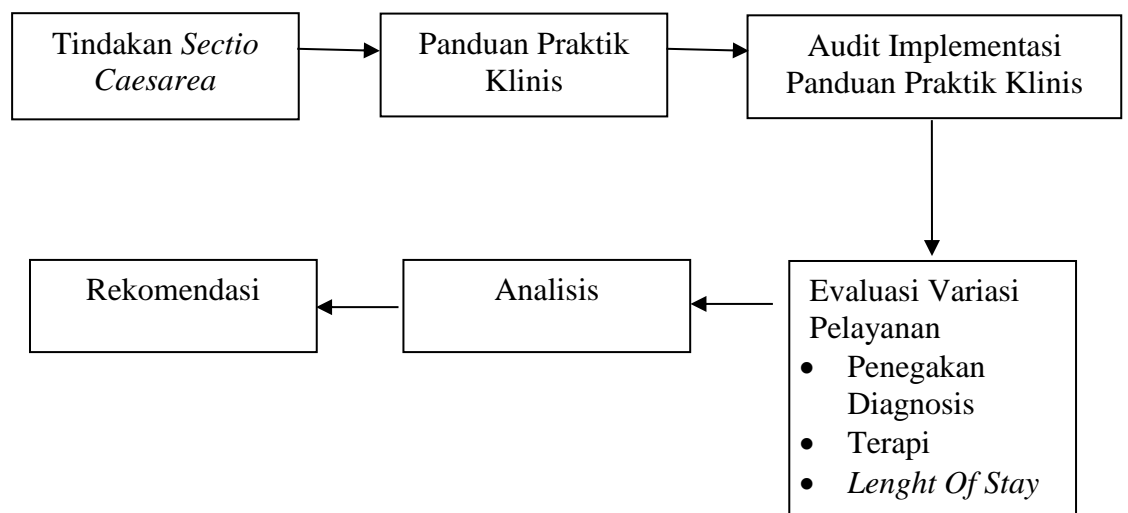 Tindakan Sectio
Caesarea
Panduan Praktik
Klinis
Audit Implementasi
Panduan Praktik Klinis
Evaluasi Variasi
Pelayanan
• Penegakan
Diagnosis
• Terapi
• Lenght Of Stay
Analisis
Rekomendasi